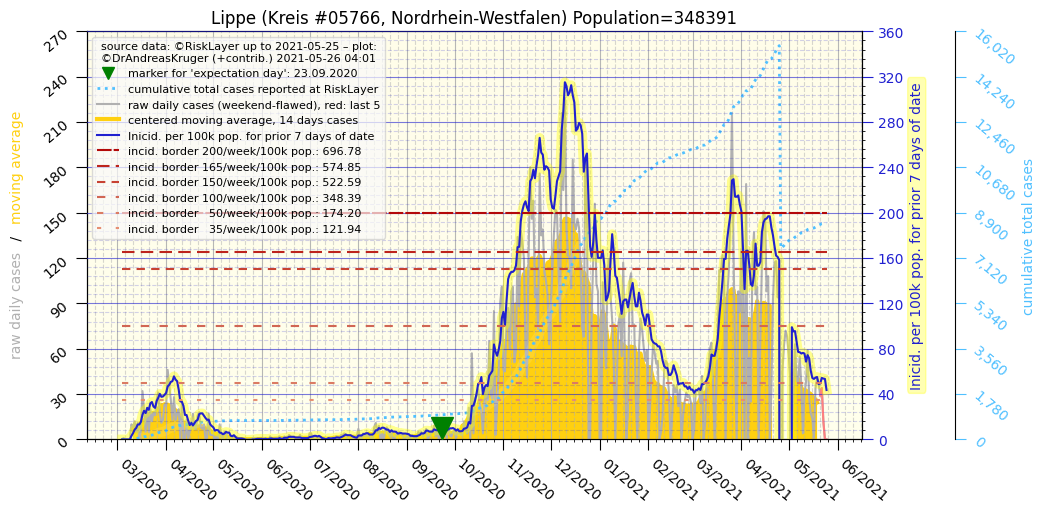 Lippe (Kreis #05766, Nordrhein-Westfalen) Population=348391
source data: ©RiskLayer up to 2021-05-25 – plot:
©DrAndreasKruger (+contrib.) 2021-05-26 04:01
marker for 'expectation day': 23.09.2020
cumulative total cases reported at RiskLayer
raw daily cases (weekend-flawed), red: last 5
centered moving average, 14 days cases
Inicid. per 100k pop. for prior 7 days of date
incid. border 200/week/100k pop.: 696.78
incid. border 165/week/100k pop.: 574.85
incid. border 150/week/100k pop.: 522.59
incid. border 100/week/100k pop.: 348.39
incid. border 50/week/100k pop.: 174.20
incid. border 35/week/100k pop.: 121.94
raw daily cases / moving average
270
240
210
180
150
120
90
60
30
0
03/2020
04/2020
05/2020
06/2020
07/2020
08/2020
09/2020
10/2020
11/2020
12/2020
01/2021
02/2021
03/2021
04/2021
05/2021
06/2021
360
320
280
240
200
160
120
80
40
0
Inicid. per 100k pop. for prior 7 days of date
16,020
14,240
12,460
10,680
8,900
7,120
5,340
3,560
1,780
0
cumulative total cases